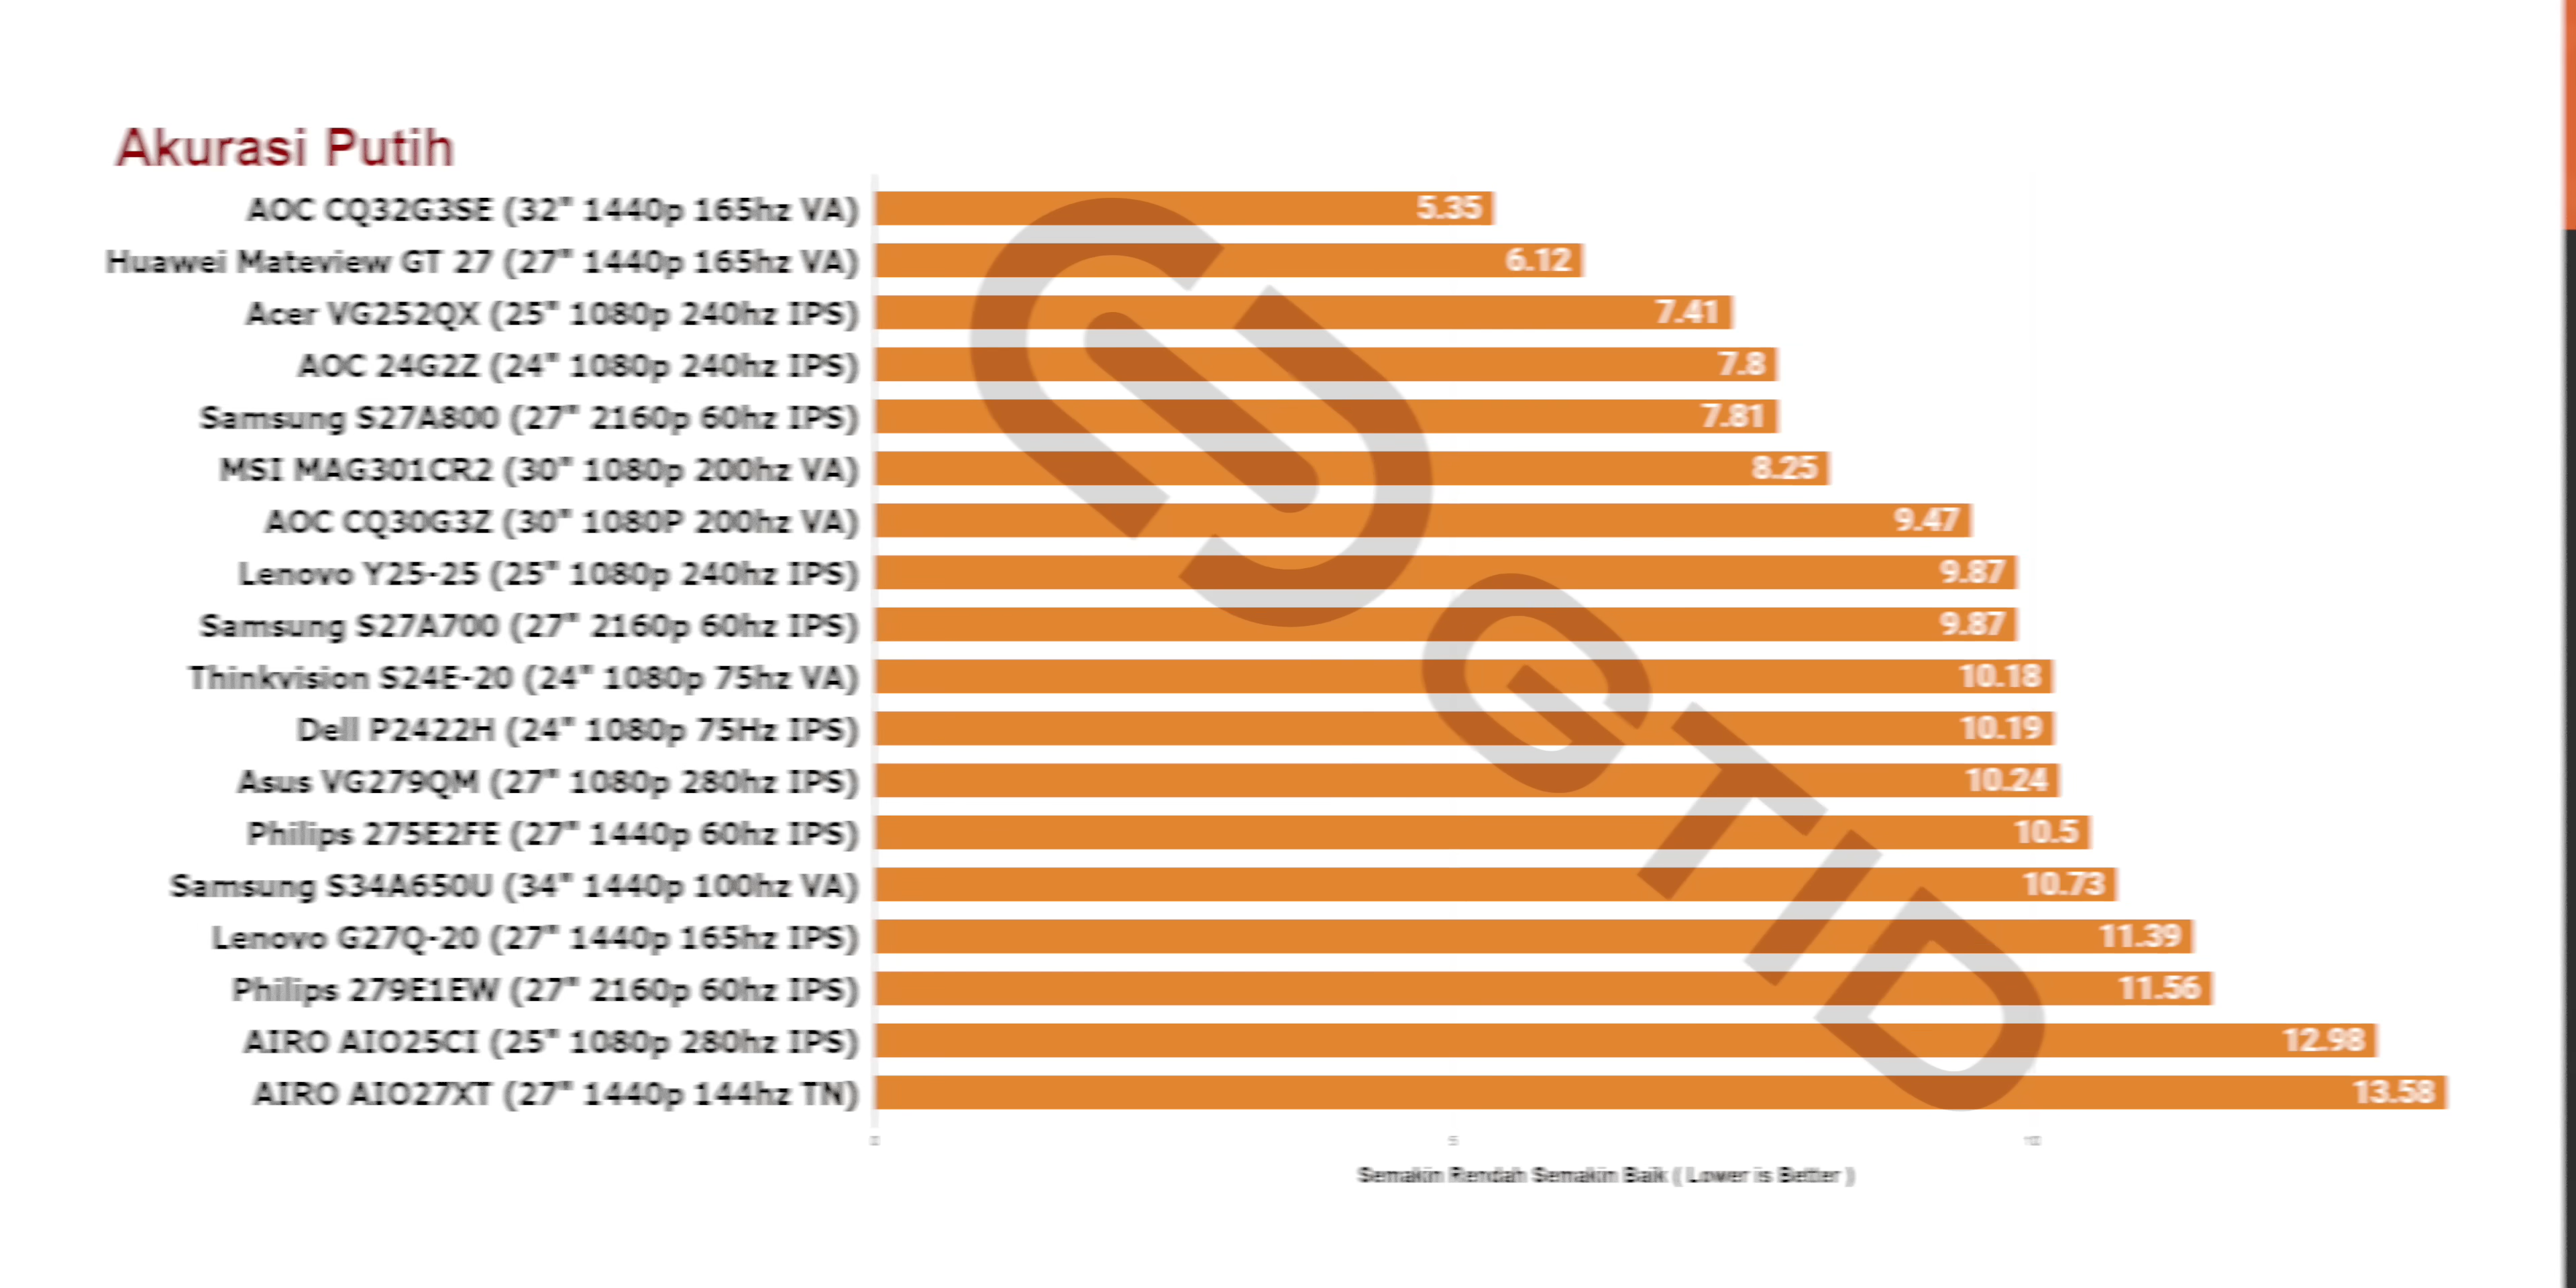 Akurasi Putih
AOC CQ32G3SE (32" 1440p 165hz VA) 5.35
Huawei Mateview GT 27 (27" 1440p 165hz VA) 6.12
Acer VG252QX (25" 1080p 240hz IPS) 7.41
AOC 24G2Z (24" 1080p 240hz IPS) 7.8
Samsung S27A800 (27" 2160p 60hz IPS) 7.81
MSI MAG301CR2 (30" 1080p 200hz VA) 8.25
AOC CQ30G3Z (30" 1080P 200hz VA) 9.47
Lenovo Y25-25 (25" 1080p 240hz IPS) 9.87
Samsung S27A700 (27" 2160p 60hz IPS) 9.87
Thinkvision S24E-20 (24" 1080p 75hz VA) 10.18
Dell P2422H (24" 1080p 75Hz IPS) 10.19
Asus VG279QM (27" 1080p 280hz IPS) 10.24
Philips 275E2FE (27" 1440p 60hz IPS) 10.5
Samsung S34A650U (34" 1440p 100hz VA) 10.73
Lenovo G27Q-20 (27" 1440p 165hz IPS) 11.39
Philips 279E1EW (27" 2160p 60hz IPS) 11.56
AIRO AIO25CI (25" 1080p 280hz IPS) 12.98
AIRO AIO27XT (27" 1440p 144hz TN) 13.58
0 5 10
Semakin Rendah Semakin Baik ( Lower is Better )
GTID